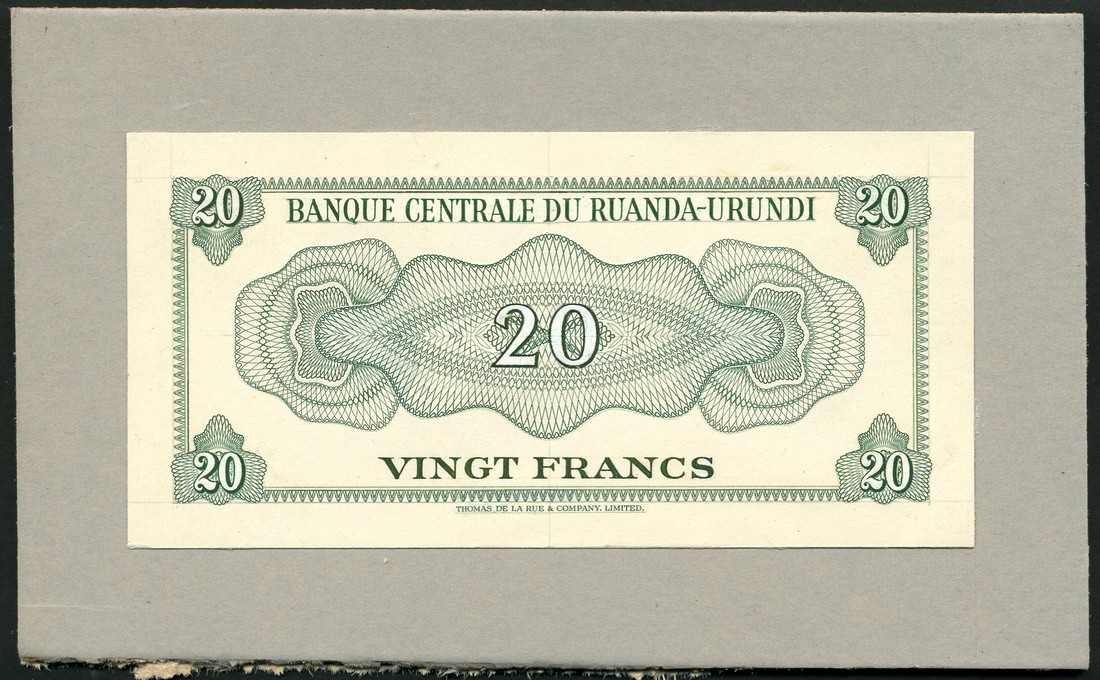 20 BANQUE CENTRALE DU RUANDA-URUNDI 20
20
20 VINGT FRANCS 20
THOMAS DE LA RUE & COMPANY, LIMITED.